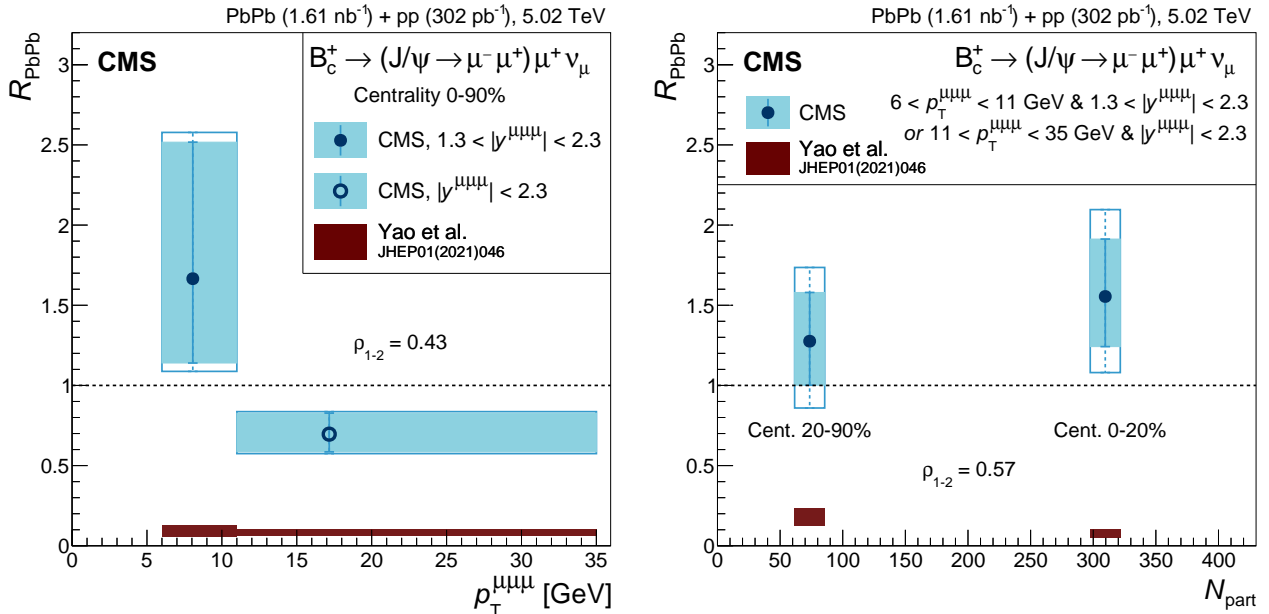 PbPb (1.61 nb⁻¹) + pp (302 pb⁻¹), 5.02 TeV
R_PbPb
CMS
B_c⁺ → (J/ψ → μ⁻ μ⁺) μ⁺ ν_μ
Centrality 0-90%
CMS, 1.3 < |y^μμμ| < 2.3
CMS, |y^μμμ| < 2.3
Yao et al.
JHEP01(2021)046
ρ₁₋₂ = 0.43
3
2.5
2
1.5
1
0.5
0
0 5 10 15 20 25 30 35
p_T^μμμ [GeV]
PbPb (1.61 nb⁻¹) + pp (302 pb⁻¹), 5.02 TeV
R_PbPb
CMS
B_c⁺ → (J/ψ → μ⁻ μ⁺) μ⁺ ν_μ
CMS
6 < p_T^μμμ < 11 GeV & 1.3 < |y^μμμ| < 2.3
or 11 < p_T^μμμ < 35 GeV & |y^μμμ| < 2.3
Yao et al.
JHEP01(2021)046
Cent. 20-90%
Cent. 0-20%
ρ₁₋₂ = 0.57
3
2.5
2
1.5
1
0.5
0
0 50 100 150 200 250 300 350 400
N_part